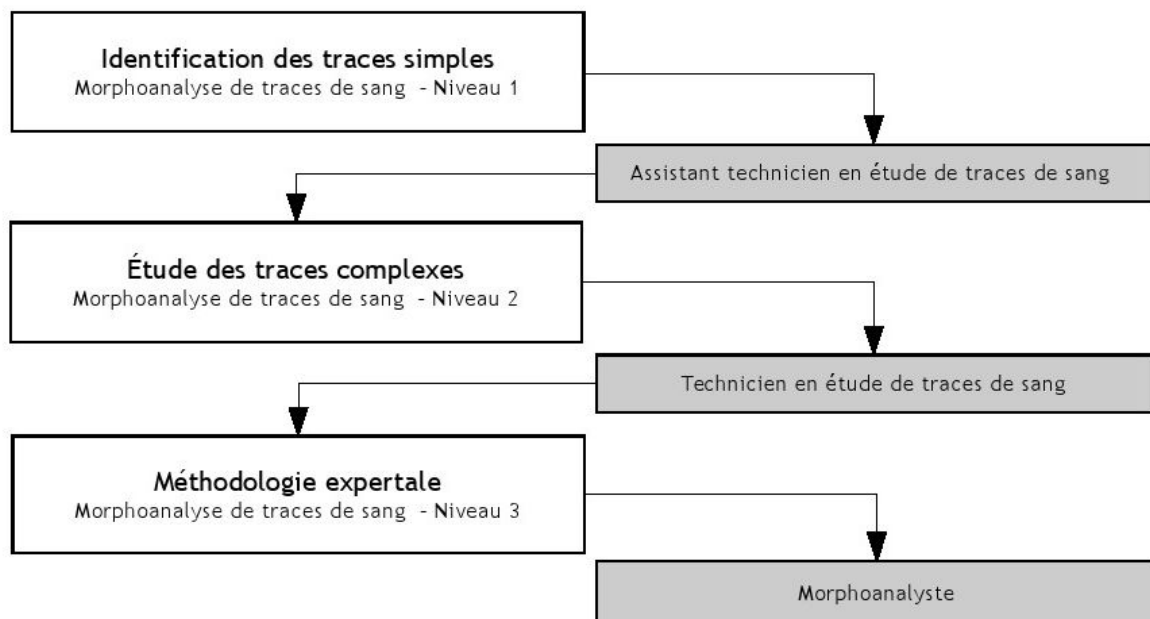 Identification des traces simples
Morphoanalyse de traces de sang - Niveau 1
Assistant technicien en étude de traces de sang
Étude des traces complexes
Morphoanalyse de traces de sang - Niveau 2
Technicien en étude de traces de sang
Méthodologie expertale
Morphoanalyse de traces de sang - Niveau 3
Morphoanalyste